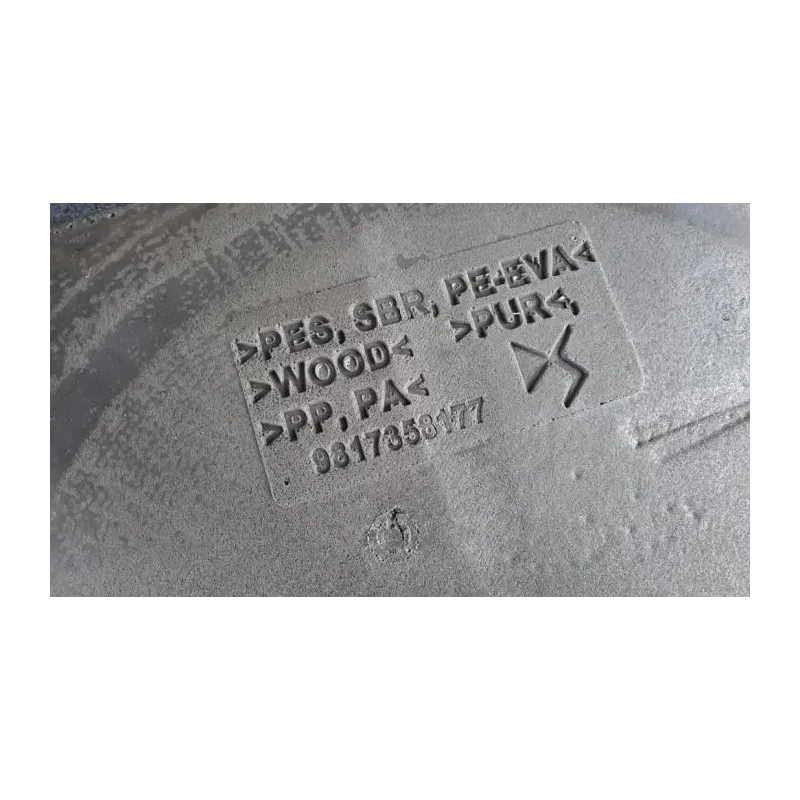 >PES, SBR, PE-EVA<
>WOOD< >PUR<,
>PP, PA<
9817358177